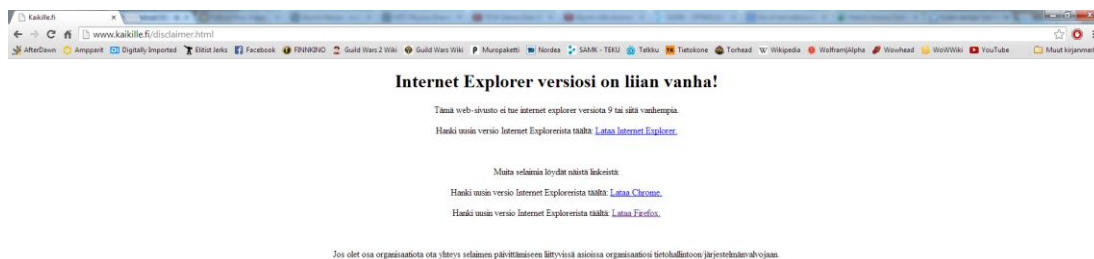 Kaikille.fi
www.kaikille.fi/disclaimer.html
AfterDawn Ampparit Digitally Imported Elitist Jerks Facebook FINNKINO Guild Wars 2 Wiki Guild Wars Wiki Muropaketti Nordea SAMK - TEKU Telkku Tietokone Torhead Wikipedia WolframAlpha Wowhead WoWWiki YouTube Muut kirjanmer
Internet Explorer versiosi on liian vanha!
Tämä web-sivusto ei tue internet explorer versiota 9 tai siitä vanhempia.
Hanki uusin versio Internet Explorerista täältä: Lataa Internet Explorer.
Muita selaimia löydät näistä linkeistä:
Hanki uusin versio Internet Explorerista täältä: Lataa Chrome.
Hanki uusin versio Internet Explorerista täältä: Lataa Firefox.
Jos olet osa organisaatiota ota yhteys selaimen päivittämiseen liittyvissä asioissa organisaatiosi tietohallintoon/järjestelmänvalvojaan.